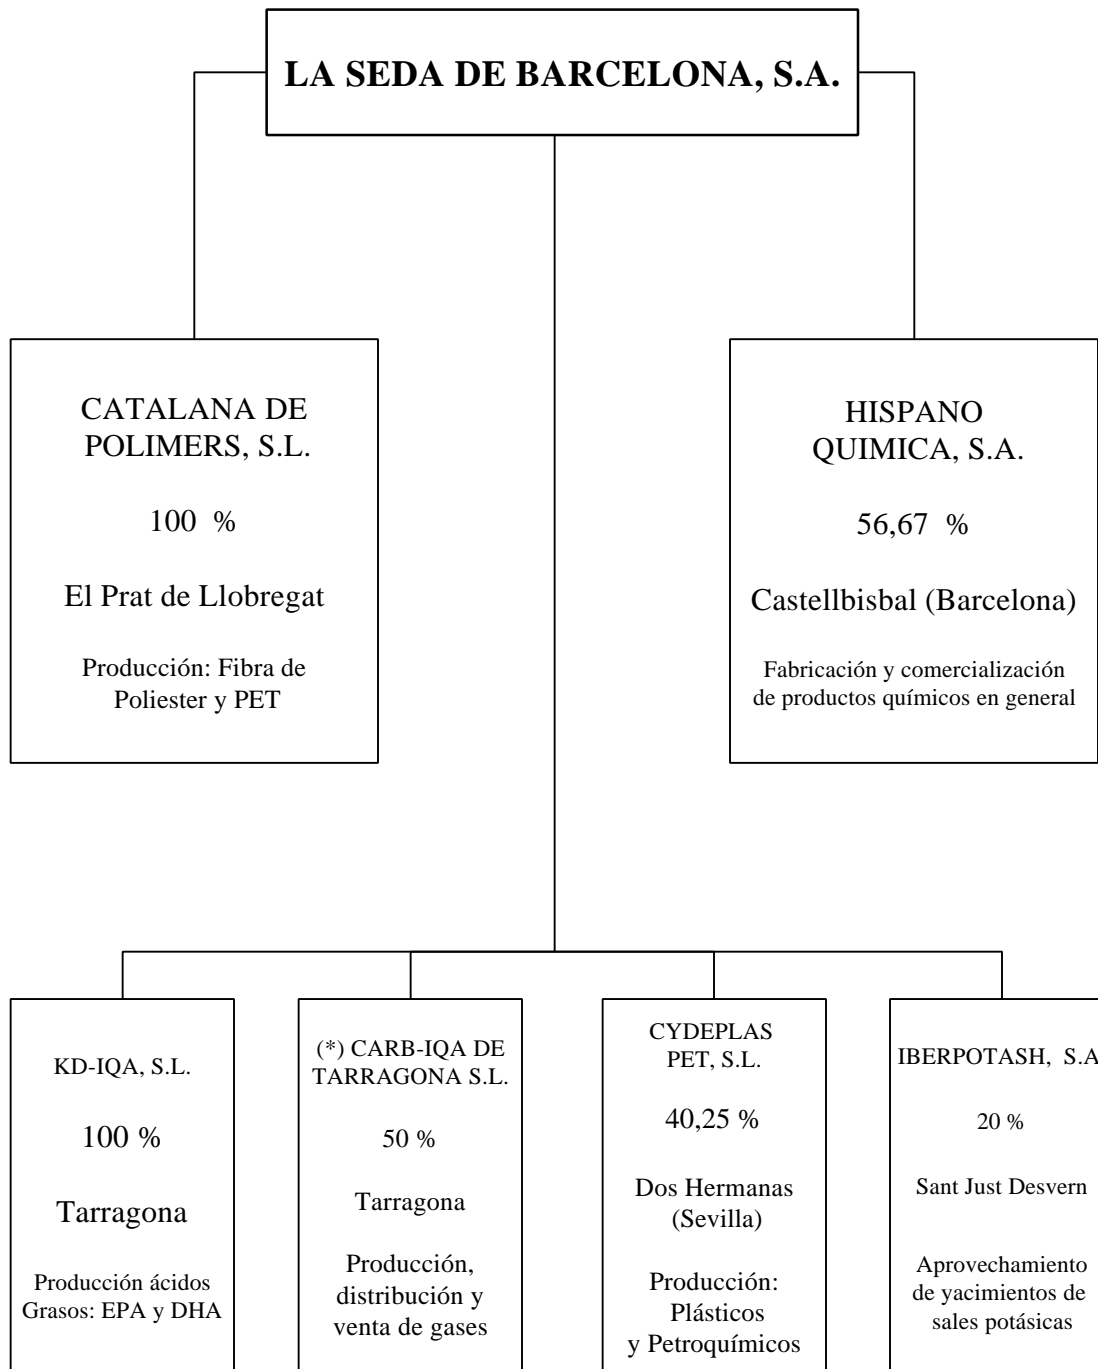 LA SEDA DE BARCELONA, S.A.
CATALANA DE
POLIMERS, S.L.
100 %
El Prat de Llobregat
Producción: Fibra de
Poliester y PET
HISPANO
QUIMICA, S.A.
56,67 %
Castellbisbal (Barcelona)
Fabricación y comercialización
de productos químicos en general
KD-IQA, S.L.
100 %
Tarragona
Producción ácidos
Grasos: EPA y DHA
(*) CARB-IQA DE
TARRAGONA S.L.
50 %
Tarragona
Producción,
distribución y
venta de gases
CYDEPLAS
PET, S.L.
40,25 %
Dos Hermanas
(Sevilla)
Producción:
Plásticos
y Petroquímicos
IBERPOTASH, S.A
20 %
Sant Just Desvern
Aprovechamiento
de yacimientos de
sales potásicas